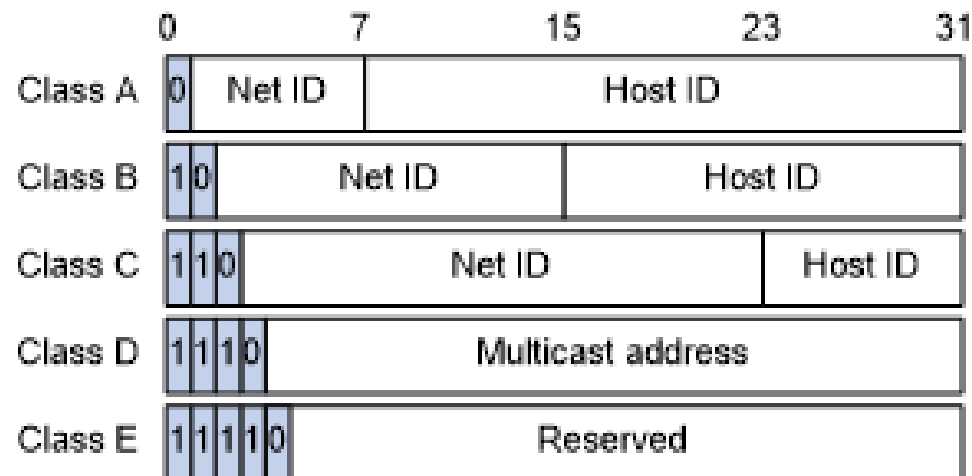 0 7 15 23 31
Class A 0 Net ID Host ID
Class B 1 0 Net ID Host ID
Class C 1 1 0 Net ID Host ID
Class D 1 1 1 0 Multicast address
Class E 1 1 1 1 0 Reserved